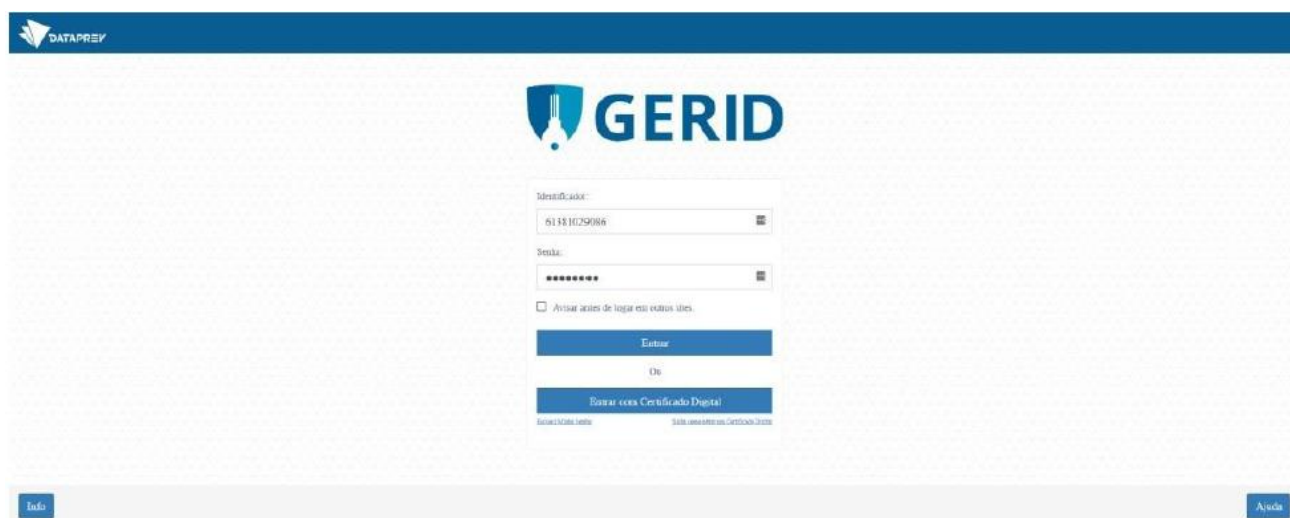 DATAPREV
GERID
Identificador:
61381029086
Senha:
Avisar antes de logar em outros sites.
Entrar
Ou
Entrar com Certificado Digital
Info
Ajuda